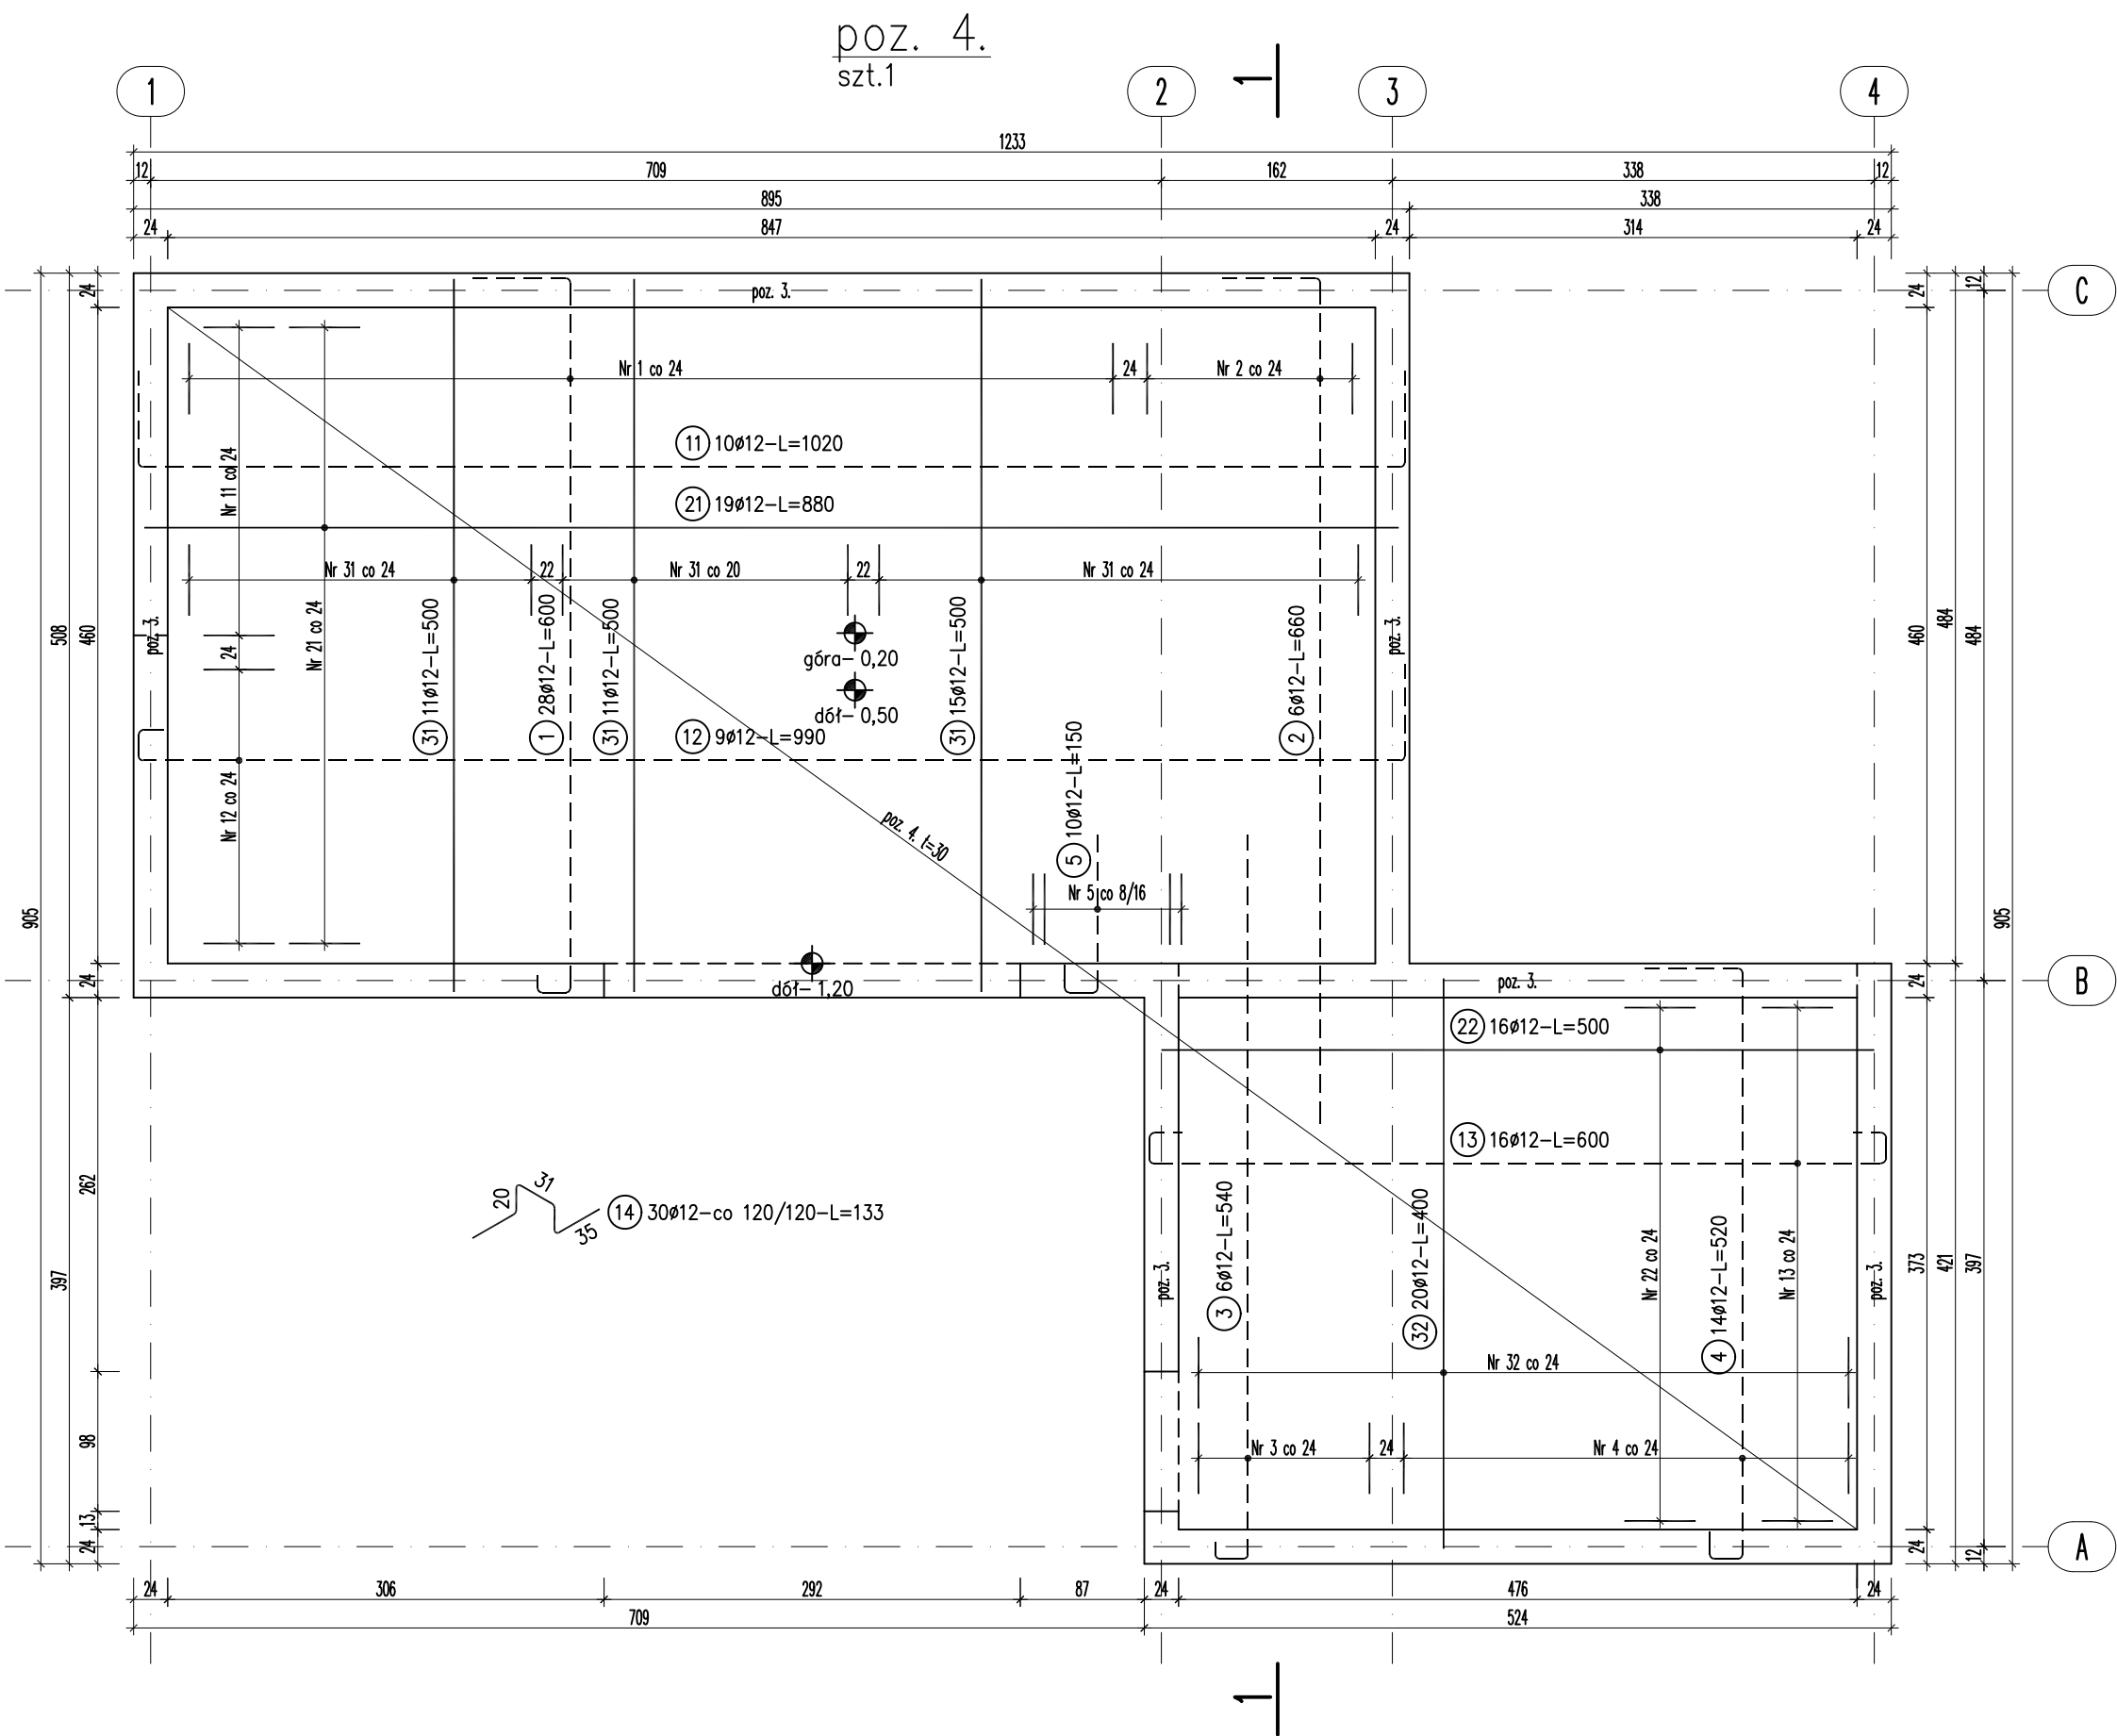 poz. 4.
szt.1
1
1
2
3
4
1233
12
709
162
338
12
895
338
24
847
24
314
24
C
B
A
poz. 3.
Nr 1 co 24
24
Nr 2 co 24
11 10ø12-L=1020
21 19ø12-L=880
Nr 31 co 24
22
Nr 31 co 20
22
Nr 31 co 24
Nr 11 co 24
24
Nr 12 co 24
Nr 21 co 24
poz. 3.
31 11ø12-L=500
1 28ø12-L=600
31 11ø12-L=500
góra- 0,20
dół- 0,50
12 9ø12-L=990
31 15ø12-L=500
2 6ø12-L=660
poz. 3.
5 10ø12-L=150
Nr 5 co 8/16
poz. 4. t=30
dół- 1,20
poz. 3.
22 16ø12-L=500
13 16ø12-L=600
20
31
35
14 30ø12-co 120/120-L=133
poz. 3.
3 6ø12-L=540
32 20ø12-L=400
Nr 22 co 24
4 14ø12-L=520
Nr 13 co 24
poz. 3.
Nr 32 co 24
Nr 3 co 24
24
Nr 4 co 24
905
508
397
24
460
24
262
98
13
24
24
460
24
373
24
484
421
12
484
397
12
905
24
306
292
87
24
476
24
709
524
1